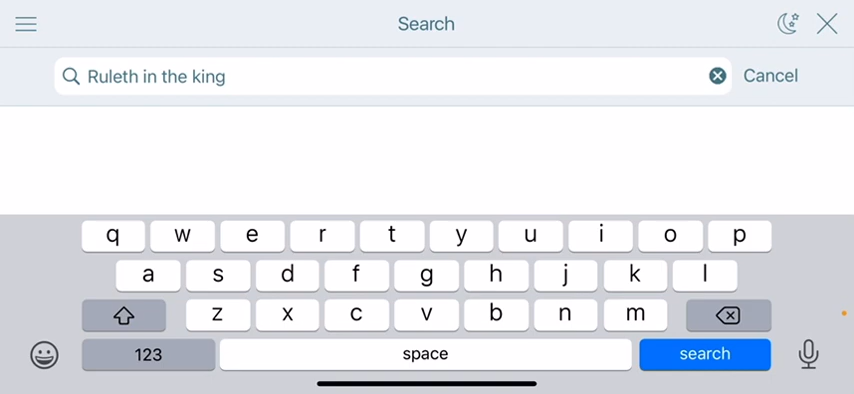 Search
Ruleth in the king Cancel
q w e r t y u i o p
a s d f g h j k l
z x c v b n m
123 space search